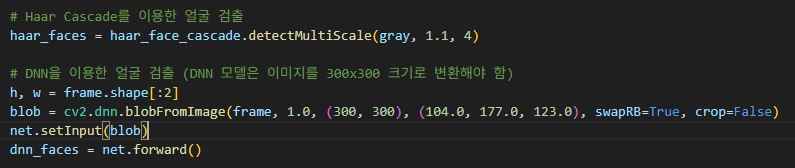 # Haar Cascade를 이용한 얼굴 검출
haar_faces = haar_face_cascade.detectMultiScale(gray, 1.1, 4)
# DNN을 이용한 얼굴 검출 (DNN 모델은 이미지를 300x300 크기로 변환해야 함)
h, w = frame.shape[:2]
blob = cv2.dnn.blobFromImage(frame, 1.0, (300, 300), (104.0, 177.0, 123.0), swapRB=True, crop=False)
net.setInput(blob)
dnn_faces = net.forward()